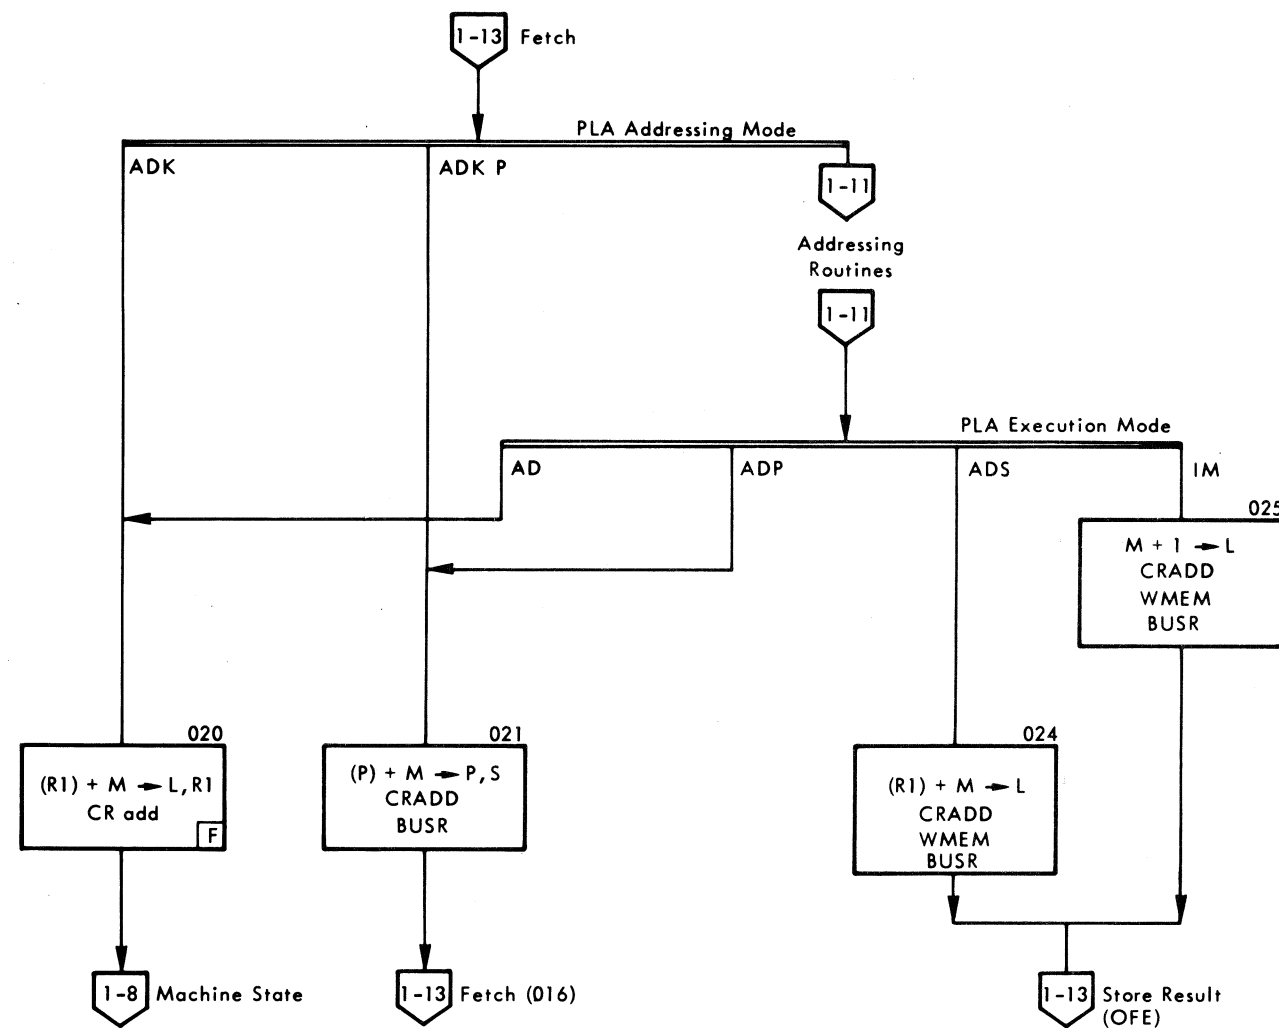 1-13 Fetch
PLA Addressing Mode
ADK
ADK P
1-11
Addressing
Routines
1-11
PLA Execution Mode
AD
ADP
ADS
IM
025
M + 1 → L
CRADD
WMEM
BUSR
020
(R1) + M → L, R1
CR add
F
021
(P) + M → P, S
CRADD
BUSR
024
(R1) + M → L
CRADD
WMEM
BUSR
1-8 Machine State
1-13 Fetch (016)
1-13 Store Result
(OFE)